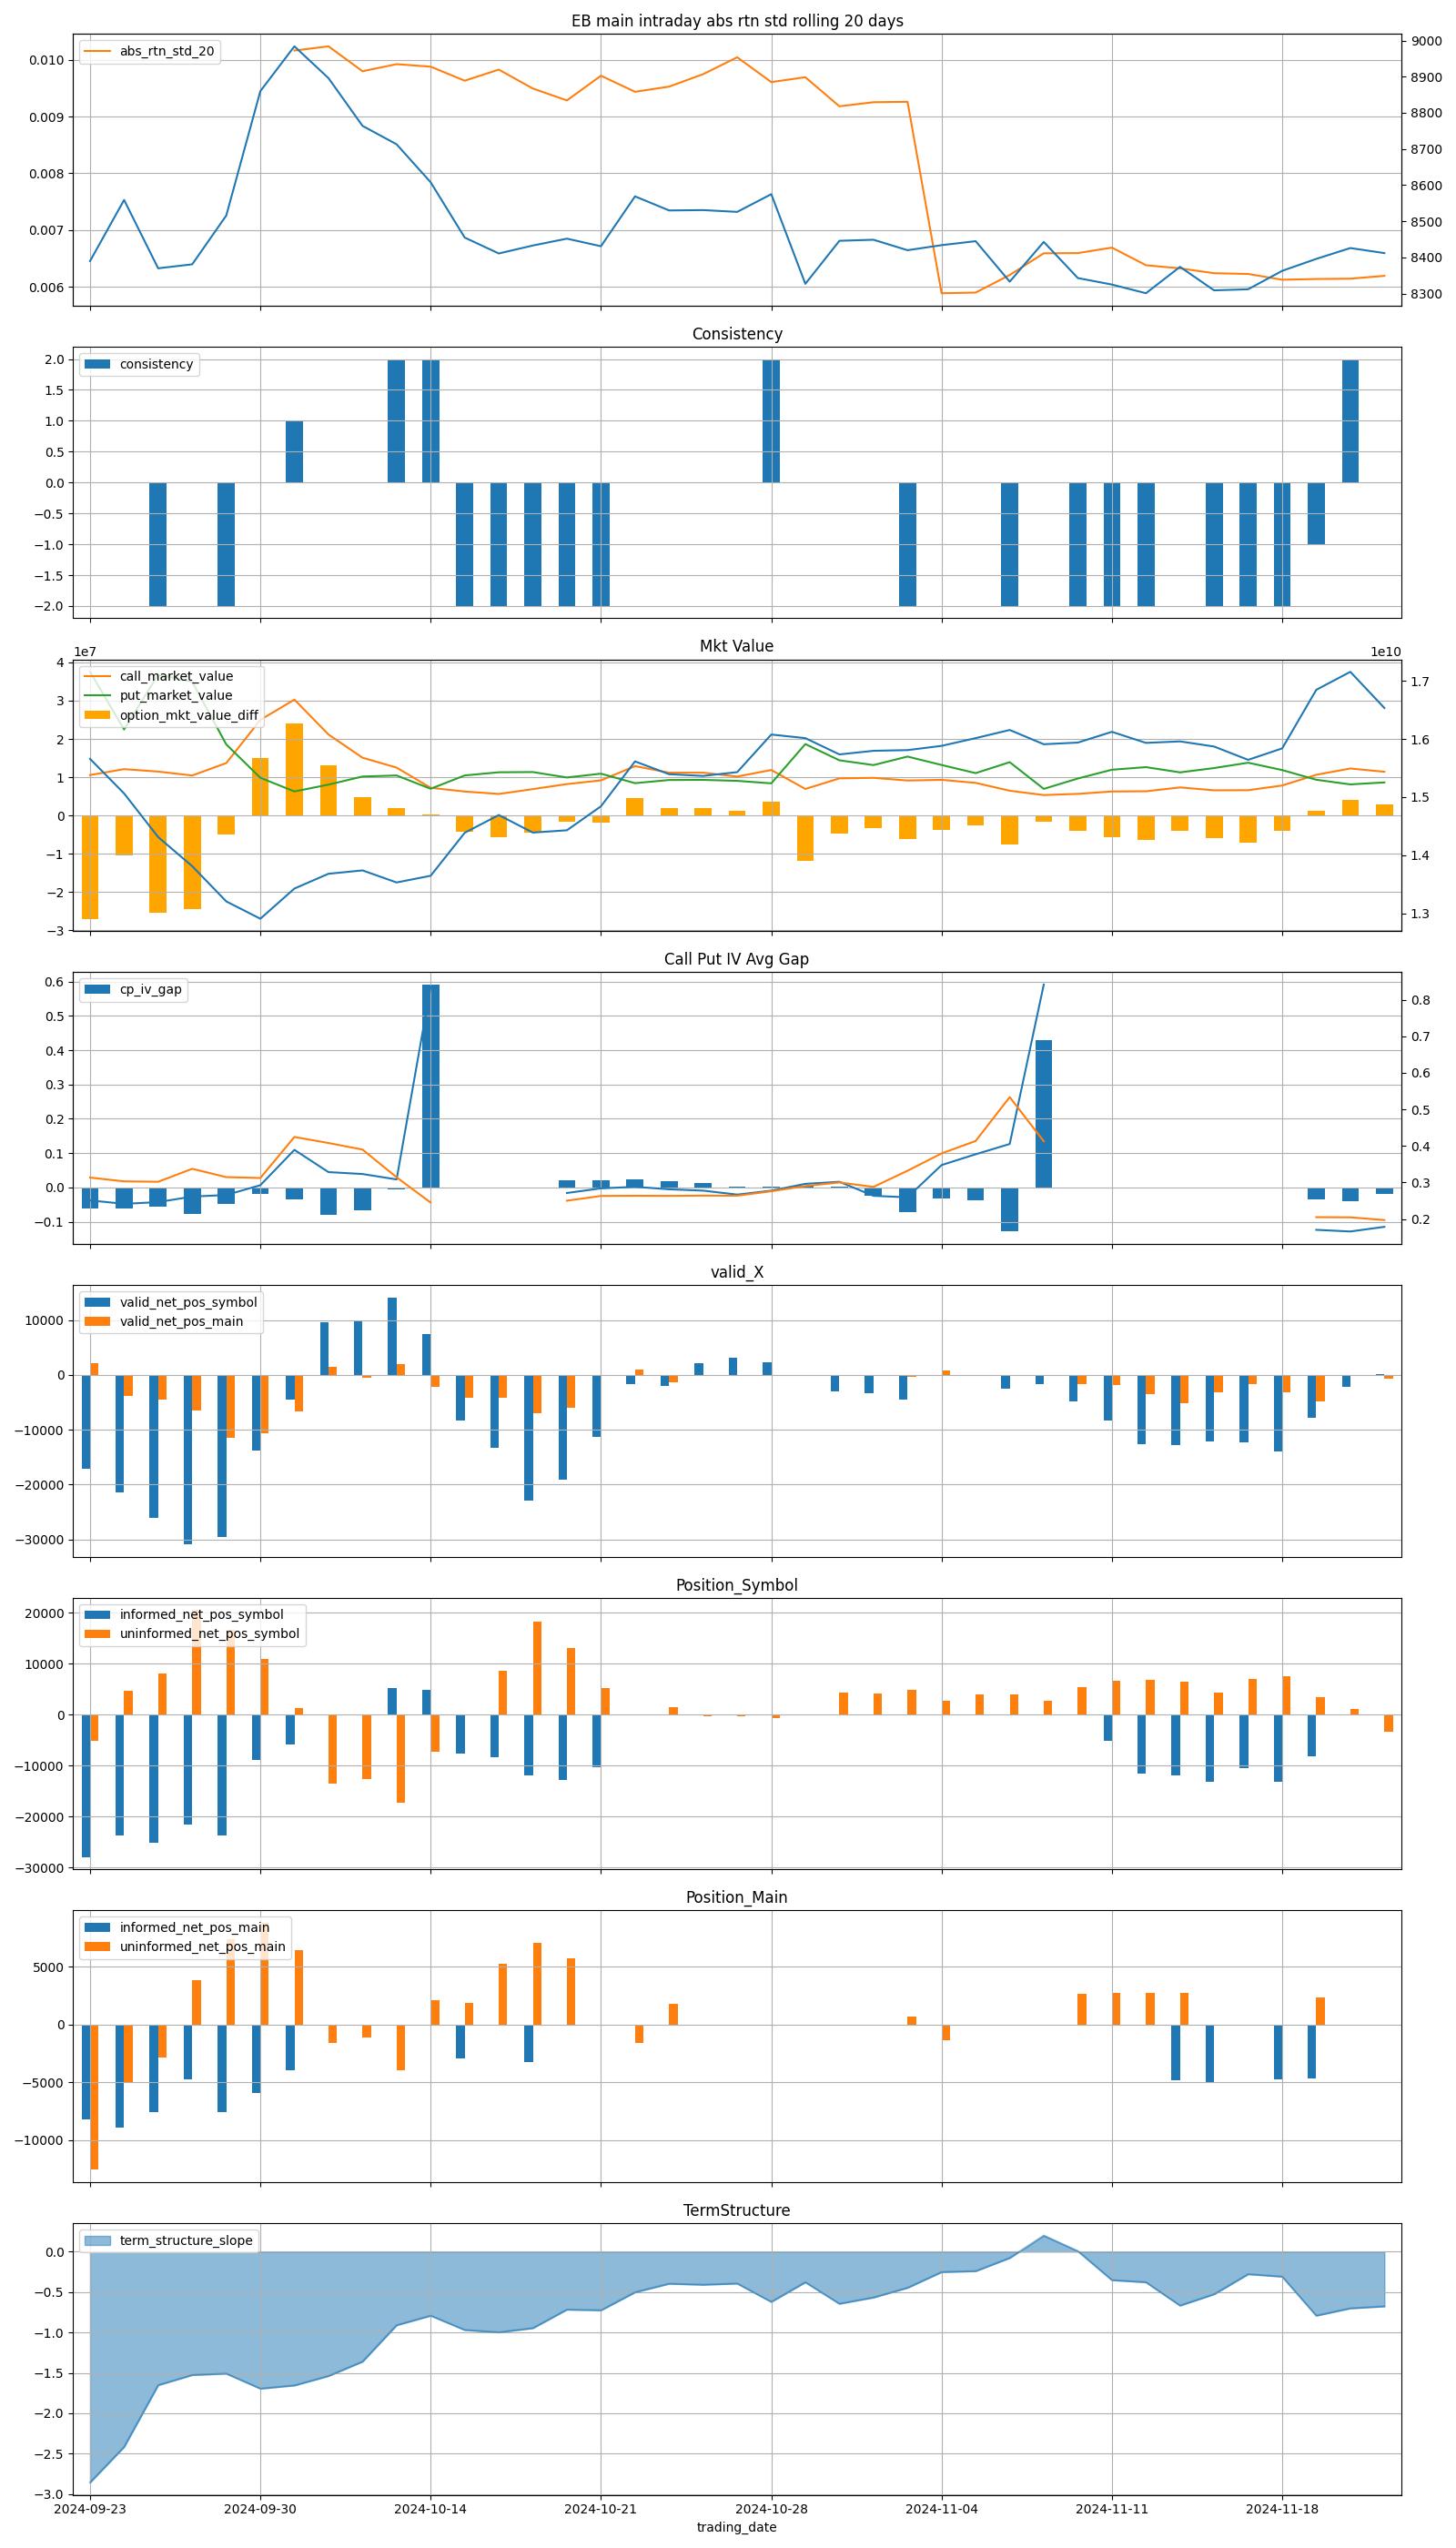 EB main intraday abs rtn std rolling 20 days
abs_rtn_std_20
0.010
0.009
0.008
0.007
0.006
9000
8900
8800
8700
8600
8500
8400
8300
Consistency
consistency
2.0
1.5
1.0
0.5
0.0
−0.5
−1.0
−1.5
−2.0
Mkt Value
1e7
1e10
call_market_value
put_market_value
option_mkt_value_diff
4
3
2
1
0
−1
−2
−3
1.7
1.6
1.5
1.4
1.3
Call Put IV Avg Gap
cp_iv_gap
0.6
0.5
0.4
0.3
0.2
0.1
0.0
−0.1
0.8
0.7
0.6
0.5
0.4
0.3
0.2
valid_X
valid_net_pos_symbol
valid_net_pos_main
10000
0
−10000
−20000
−30000
Position_Symbol
informed_net_pos_symbol
uninformed_net_pos_symbol
20000
10000
0
−10000
−20000
−30000
Position_Main
informed_net_pos_main
uninformed_net_pos_main
5000
0
−5000
−10000
TermStructure
term_structure_slope
0.0
−0.5
−1.0
−1.5
−2.0
−2.5
−3.0
2024-09-23 2024-09-30 2024-10-14 2024-10-21 2024-10-28 2024-11-04 2024-11-11 2024-11-18
trading_date